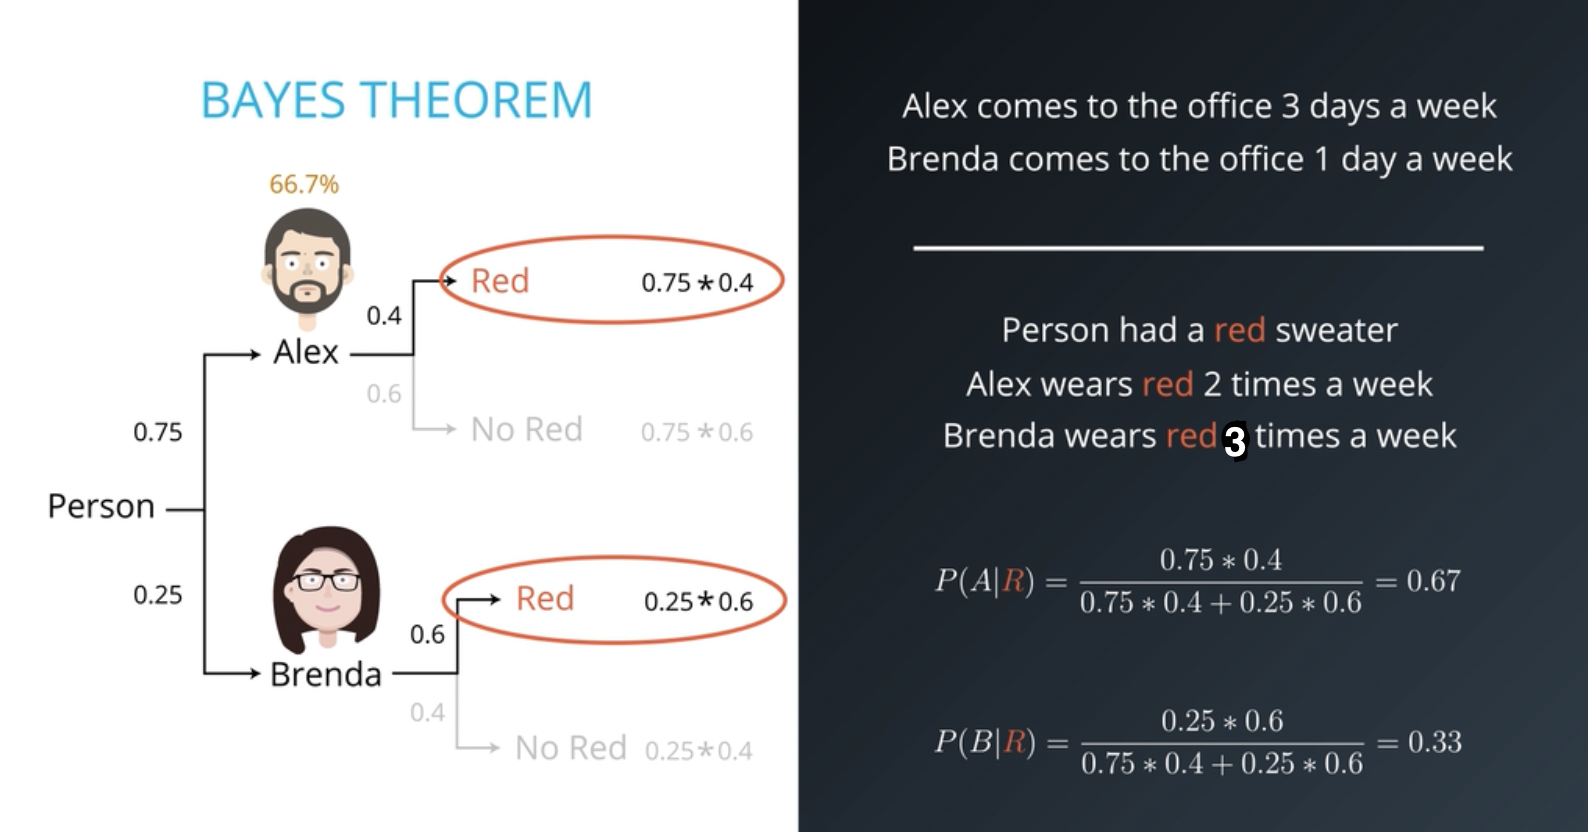 BAYES THEOREM
66.7%
Red 0.75 * 0.4
0.4
Alex
0.6
No Red 0.75 * 0.6
0.75
Person
0.25
Red 0.25 * 0.6
0.6
Brenda
0.4
No Red 0.25 * 0.4
Alex comes to the office 3 days a week
Brenda comes to the office 1 day a week
Person had a red sweater
Alex wears red 2 times a week
Brenda wears red 3 times a week
P(A|R) = 0.75 * 0.4 / 0.75 * 0.4 + 0.25 * 0.6 = 0.67
P(B|R) = 0.25 * 0.6 / 0.75 * 0.4 + 0.25 * 0.6 = 0.33